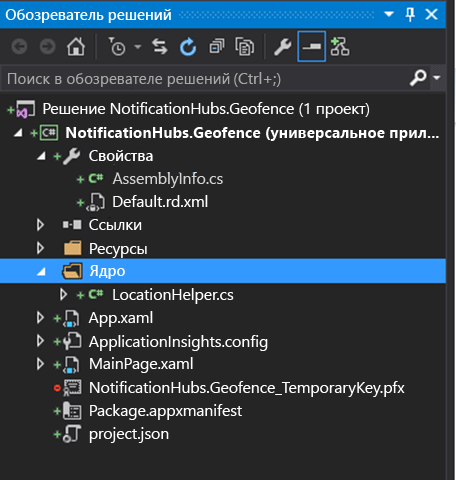 Обозреватель решений
Поиск в обозревателе решений (Ctrl+;)
Решение NotificationHubs.Geofence (1 проект)
C# NotificationHubs.Geofence (универсальное прил...
Свойства
C# AssemblyInfo.cs
Default.rd.xml
Ссылки
Ресурсы
Ядро
C# LocationHelper.cs
App.xaml
ApplicationInsights.config
MainPage.xaml
NotificationHubs.Geofence_TemporaryKey.pfx
Package.appxmanifest
project.json